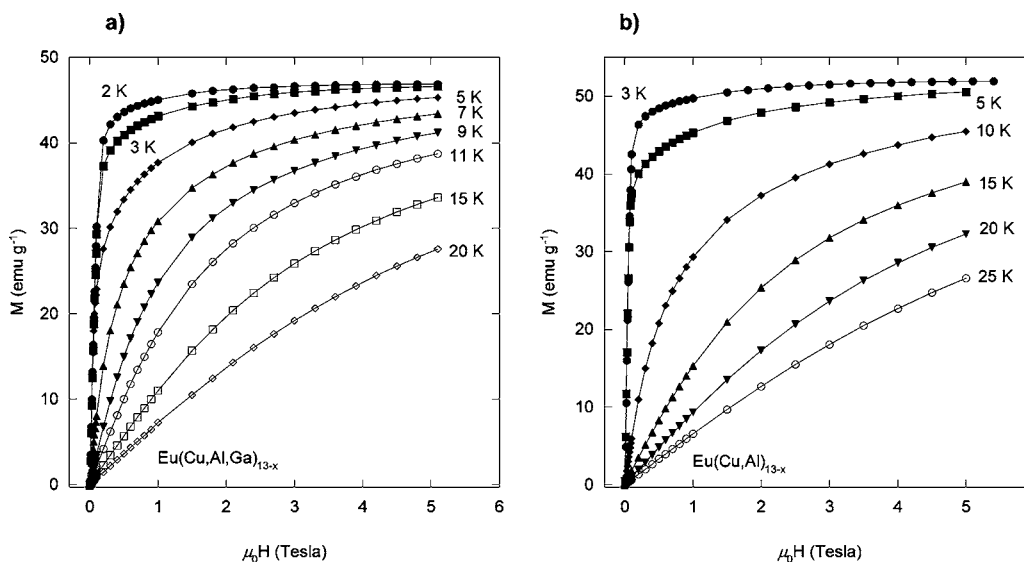 a)
50
40
30
20
10
0
M (emu g⁻¹)
2 K
3 K
5 K
7 K
9 K
11 K
15 K
20 K
Eu(Cu,Al,Ga)₁₃₋ₓ
0 1 2 3 4 5 6
μ₀H (Tesla)
b)
50
40
30
20
10
0
M (emu g⁻¹)
3 K
5 K
10 K
15 K
20 K
25 K
Eu(Cu,Al)₁₃₋ₓ
0 1 2 3 4 5
μ₀H (Tesla)